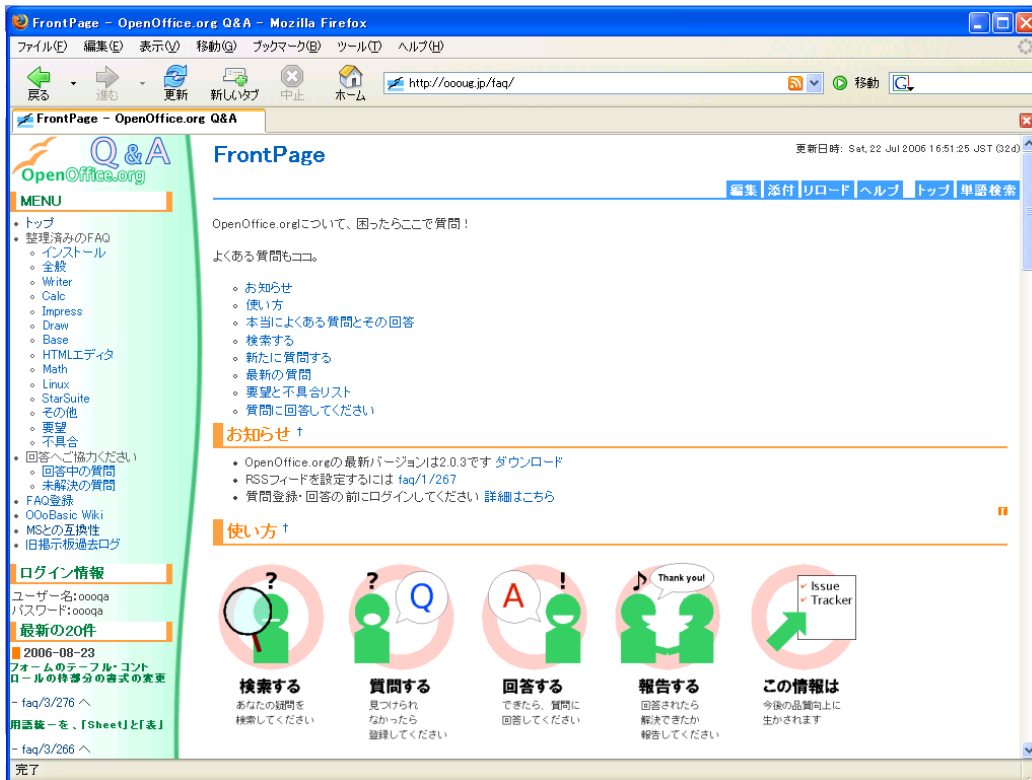 FrontPage - OpenOffice.org Q&A - Mozilla Firefox
ファイル(F) 編集(E) 表示(V) 移動(G) ブックマーク(B) ツール(T) ヘルプ(H)
戻る 進む 更新 新しいタブ 中止 ホーム http://oooug.jp/faq/ 移動 G
FrontPage - OpenOffice.org Q&A
Q & A
OpenOffice.org
MENU
トップ
整理済みのFAQ
インストール
全般
Writer
Calc
Impress
Draw
Base
HTMLエディタ
Math
Linux
StarSuite
その他
要望
不具合
回答へご協力ください
回答中の質問
未解決の質問
FAQ登録
OOoBasic Wiki
MSとの互換性
旧掲示板過去ログ
ログイン情報
ユーザー名:oooqa
パスワード:oooqa
最新の20件
2006-08-23
フォームのテーブル・コント
ロールの枠部分の書式の変更
- faq/3/276 へ
用語統一を、「Sheet」と「表」
- faq/3/266 へ
FrontPage
更新日時: Sat, 22 Jul 2006 16:51:25 JST (32d)
編集 添付 リロード ヘルプ トップ 単語検索
OpenOffice.orgについて、困ったらここで質問!
よくある質問もココ。
お知らせ
使い方
本当によくある質問とその回答
検索する
新たに質問する
最新の質問
要望と不具合リスト
質問に回答してください
お知らせ †
OpenOffice.orgの最新バージョンは2.0.3です ダウンロード
RSSフィードを設定するには faq/1/267
質問登録・回答の前にログインしてください 詳細はこちら
使い方 †
?
検索する
あなたの疑問を
検索してください
? Q
質問する
見つけられ
なかったら
登録してください
A !
回答する
できたら、質問に
回答してください
♪ Thank you!
報告する
回答されたら
解決できたか
報告してください
Issue
Tracker
この情報は
今後の品質向上に
生かされます
完了